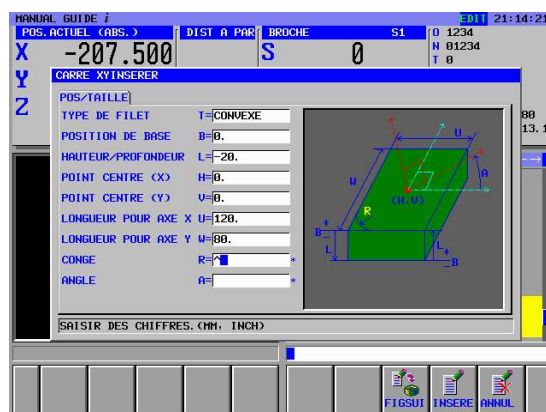 MANUAL GUIDE i EDIT 21:14:21
POS.ACTUEL (ABS.) DIST A PAR BROCHE S1 O 1234
X -207.500 S 0 N 01234
T 0
Y
CARRE XYINSERER
Z
POS/TAILLE
TYPE DE FILET T=CONVEXE
POSITION DE BASE B=0.
HAUTEUR/PROFONDEUR L=-20.
POINT CENTRE (X) H=0.
POINT CENTRE (Y) V=0.
LONGUEUR POUR AXE X U=120.
LONGUEUR POUR AXE Y W=80.
CONGE R=^ *
ANGLE A= *
U
W
A
(H,V)
R
+
B
-
L
L+
-B
80
13.1
SAISIR DES CHIFFRES.(MM, INCH)
FIGSUI INSERE ANNUL